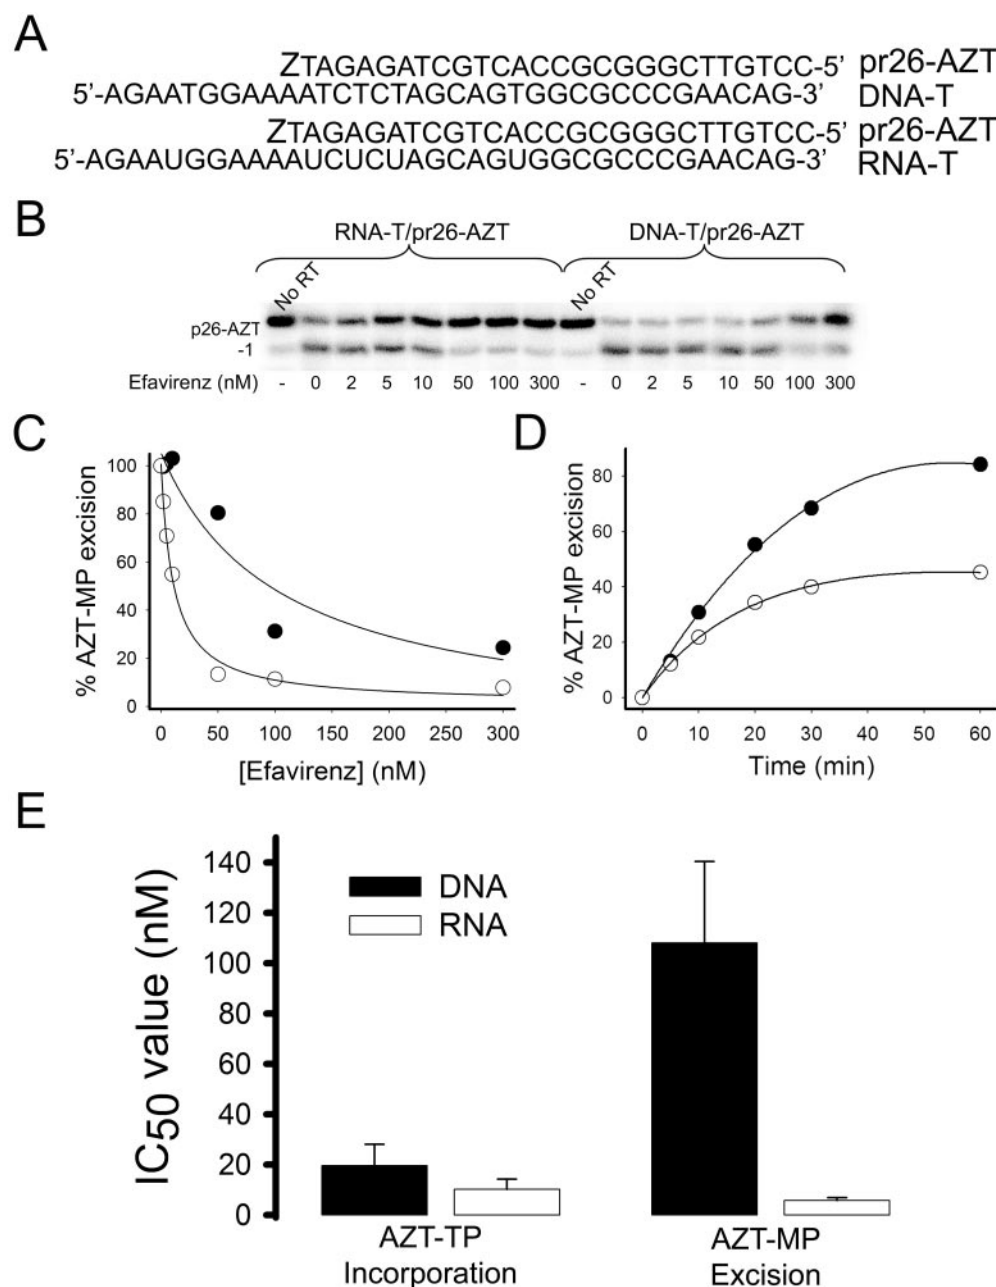 A
ZTAGAGATCGTCACCGCGGGCTTGTCC-5’ pr26-AZT
5’-AGAATGGAAAATCTCTAGCAGTGGCGCCCGAACAG-3’ DNA-T
ZTAGAGATCGTCACCGCGGGCTTGTCC-5’ pr26-AZT
5’-AGAAUGGAAAAUCUCUAGCAGUGGCGCCCGAACAG-3’ RNA-T
B
RNA-T/pr26-AZT DNA-T/pr26-AZT
No RT No RT
p26-AZT
-1
Efavirenz (nM) - 0 2 5 10 50 100 300 - 0 2 5 10 50 100 300
C
% AZT-MP excision
100
80
60
40
20
0
0 50 100 150 200 250 300
[Efavirenz] (nM)
D
% AZT-MP excision
80
60
40
20
0
0 10 20 30 40 50 60
Time (min)
E
IC50 value (nM)
140
120
100
80
60
40
20
0
DNA
RNA
AZT-TP
Incorporation
AZT-MP
Excision